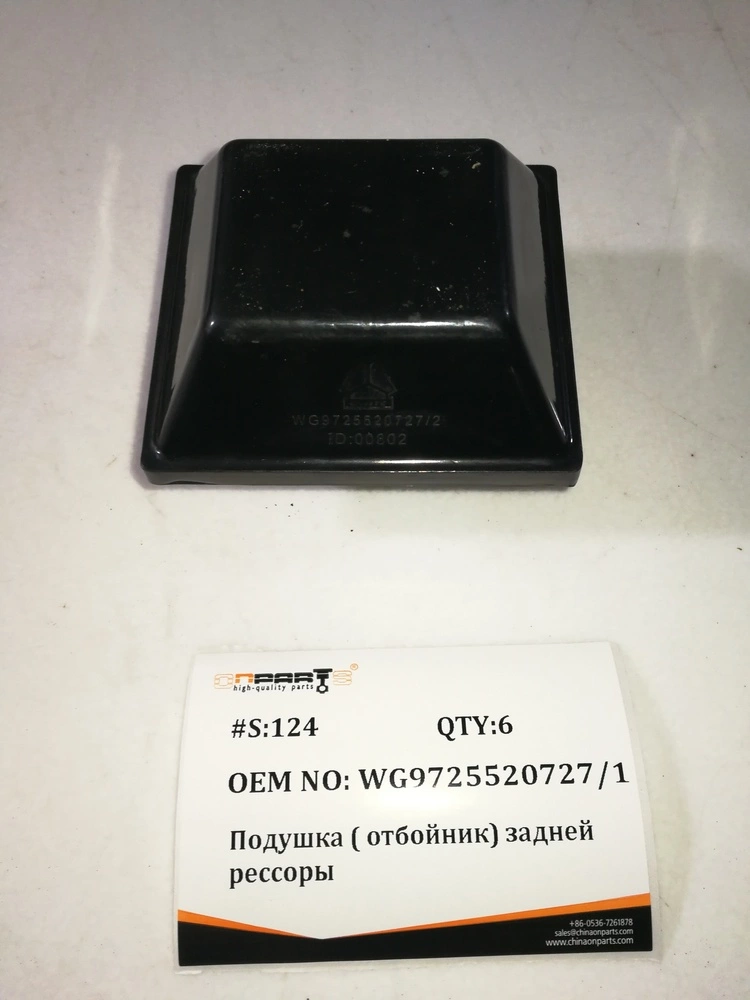 WG9725520727/2
ID:00802
ONPARTS®
high-quality parts
#S:124 QTY:6
OEM NO: WG9725520727/1
Подушка ( отбойник) задней
рессоры
+86-0536-7261878
sales@chinaonparts.com
www.chinaonparts.com